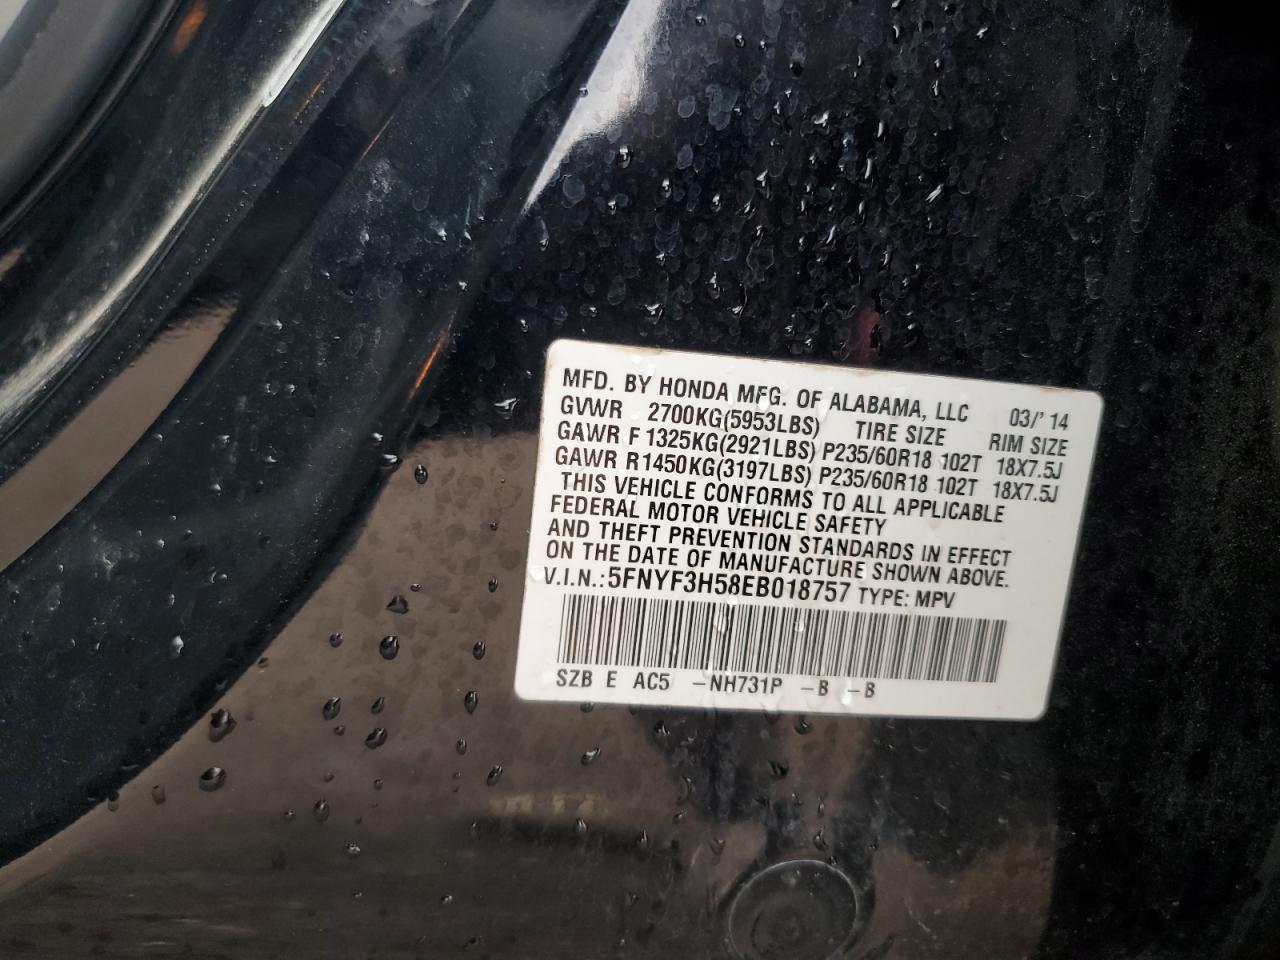 MFD. BY HONDA MFG. OF ALABAMA, LLC 03/'14
GVWR 2700KG(5953LBS) TIRE SIZE RIM SIZE
GAWR F 1325KG(2921LBS) P235/60R18 102T 18X7.5J
GAWR R1450KG(3197LBS) P235/60R18 102T 18X7.5J
THIS VEHICLE CONFORMS TO ALL APPLICABLE
FEDERAL MOTOR VEHICLE SAFETY
AND THEFT PREVENTION STANDARDS IN EFFECT
ON THE DATE OF MANUFACTURE SHOWN ABOVE.
V.I.N.:5FNYF3H58EB018757 TYPE: MPV
SZB E AC5 -NH731P -B -B